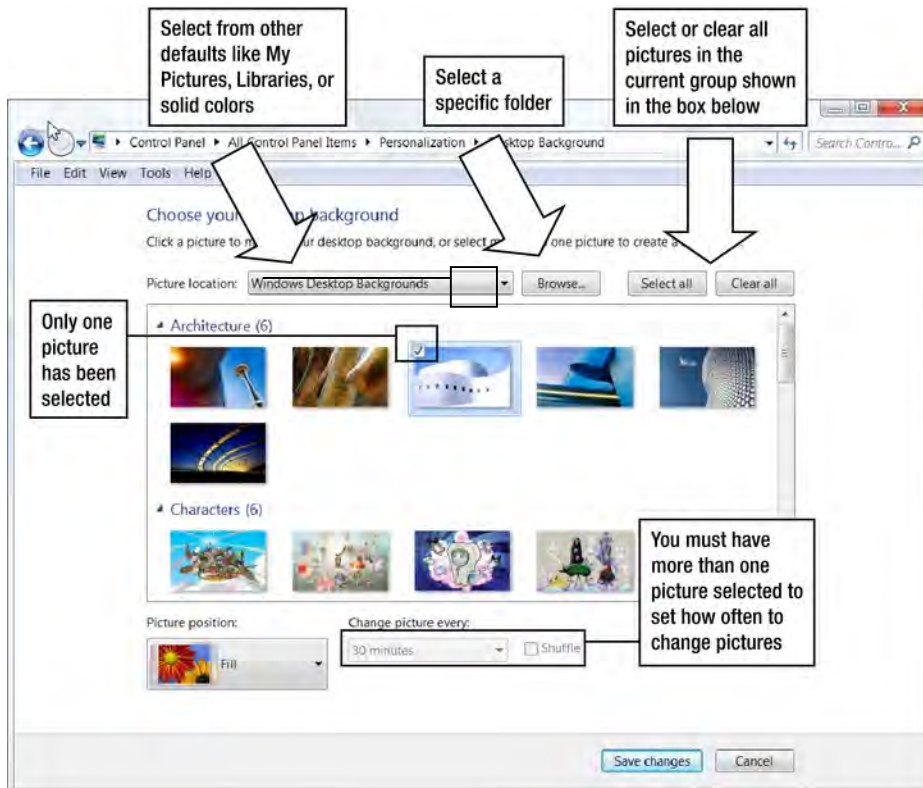 Select from other
defaults like My
Pictures, Libraries, or
solid colors
Select a
specific folder
Select or clear all
pictures in the
current group shown
in the box below
Control Panel ▸ All Control Panel Items ▸ Personalization ▸ sktop Background
Search Contro...
File Edit View Tools Help
Choose your p background
Click a picture to m ur desktop background, or select one picture to create a
Picture location: Windows Desktop Backgrounds Browse... Select all Clear all
Only one
picture
has been
selected
Architecture (6)
Characters (6)
You must have
more than one
picture selected to
set how often to
change pictures
Picture position:
Fill
Change picture every:
30 minutes Shuffle
Save changes Cancel